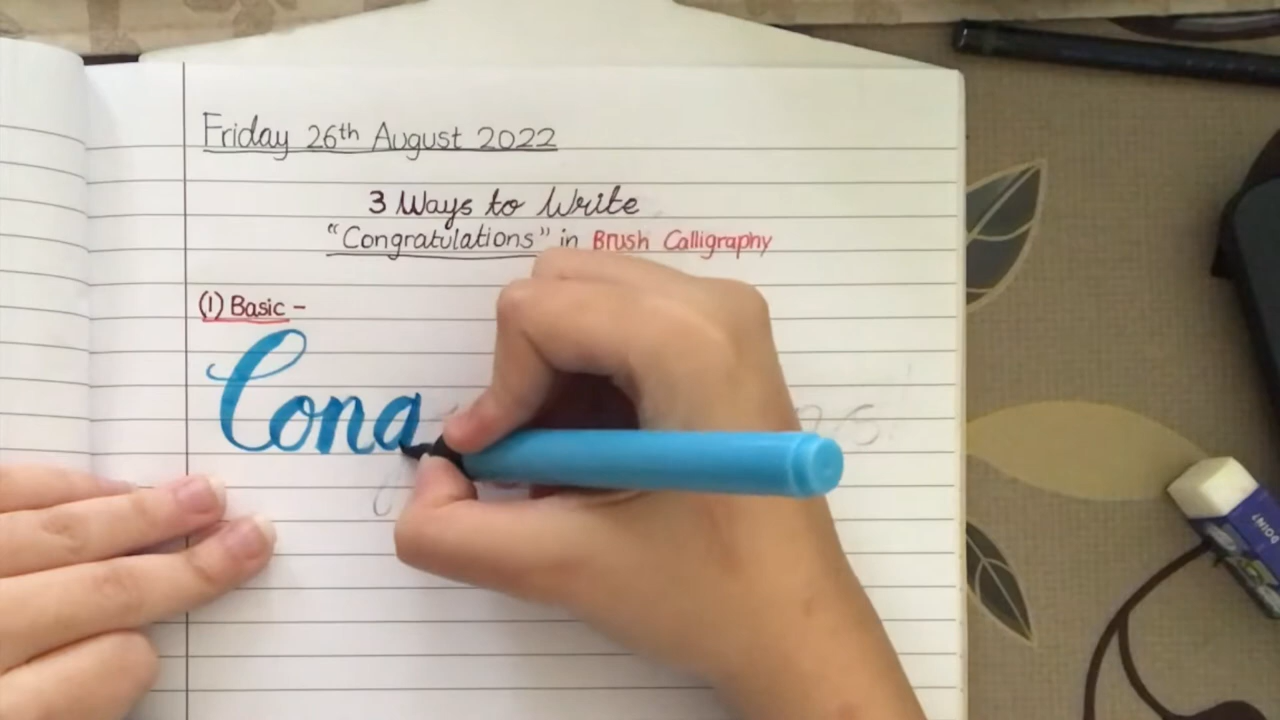 Friday 26th August 2022
3 Ways to Write
"Congratulations" in Brush Calligraphy
(1) Basic -
Cona